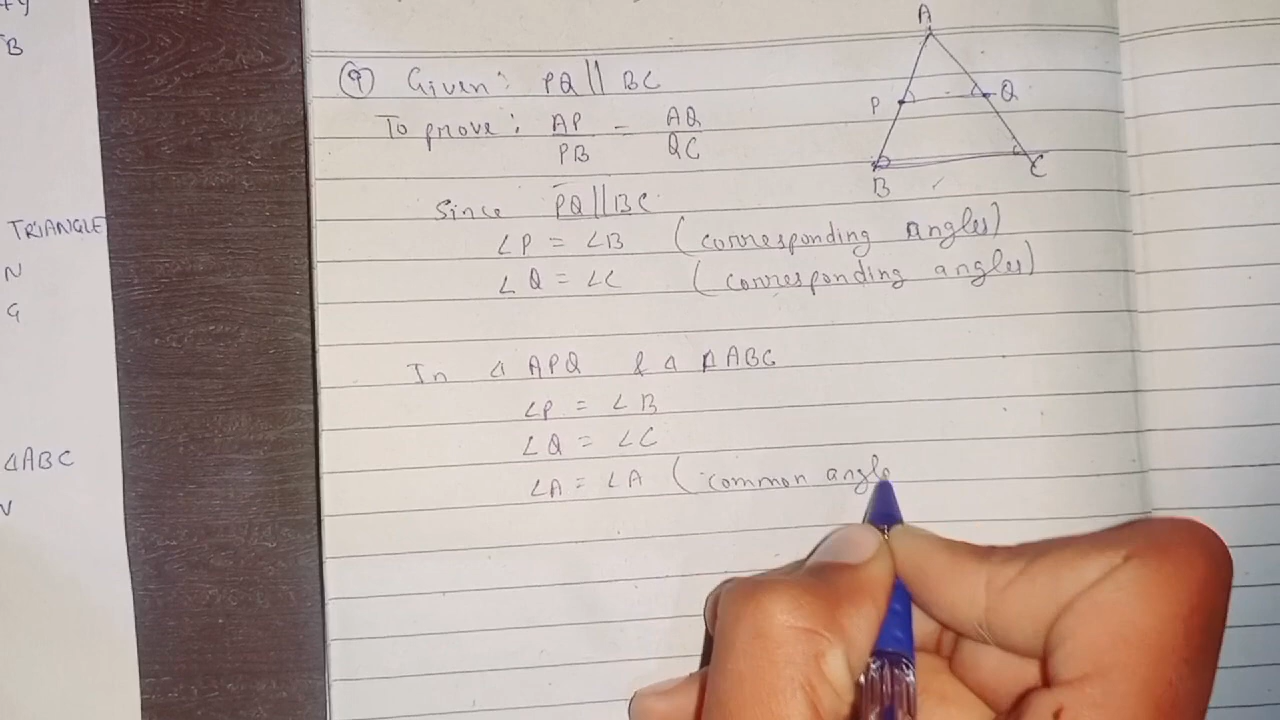 +y
B
TRIANGLE
N
G
△ABC
V
9 Given: PQ || BC
To prove: AP/PB = AQ/QC
Since PQ || BC
∠P = ∠B (corresponding angles)
∠Q = ∠C (corresponding angles)
In △ APQ & △ ABC
∠P = ∠B
∠Q = ∠C
∠A = ∠A (common angle
A
P
Q
B
C